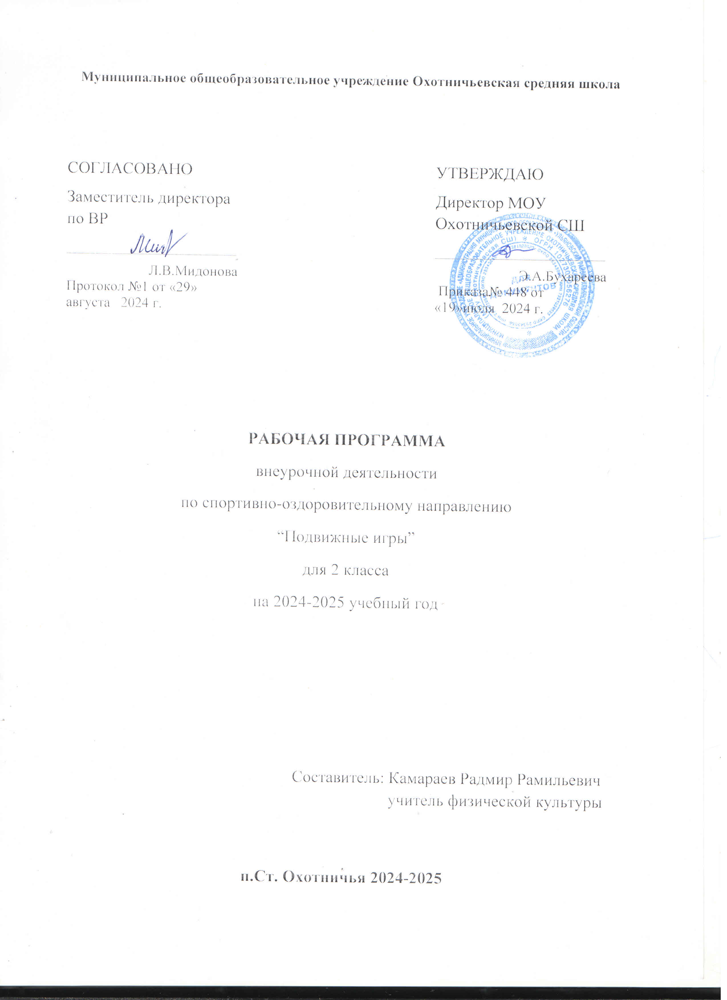 Муниципальное общеобразовательное учреждение Охотничьевская средняя школа
СОГЛАСОВАНО
Заместитель директора
по ВР
Л.В.Мидонова
Протокол №1 от «29»
августа 2024 г.
УТВЕРЖДАЮ
Директор МОУ
Охотничьевской СШ
Э.А.Бухареева
Приказа№ 448 от
«19»июля 2024 г.
ДЛЯ
ДОКУМЕНТОВ
РАБОЧАЯ ПРОГРАММА
внеурочной деятельности
по спортивно-оздоровительному направлению
“Подвижные игры”
для 2 класса
на 2024-2025 учебный год
Составитель: Камараев Радмир Рамильевич
учитель физической культуры
п.Ст. Охотничья 2024-2025